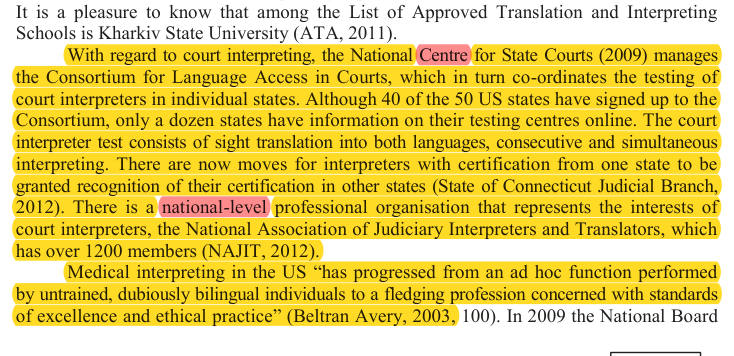 It is a pleasure to know that among the List of Approved Translation and Interpreting
Schools is Kharkiv State University (ATA, 2011).
With regard to court interpreting, the National Centre for State Courts (2009) manages
the Consortium for Language Access in Courts, which in turn co-ordinates the testing of
court interpreters in individual states. Although 40 of the 50 US states have signed up to the
Consortium, only a dozen states have information on their testing centres online. The court
interpreter test consists of sight translation into both languages, consecutive and simultaneous
interpreting. There are now moves for interpreters with certification from one state to be
granted recognition of their certification in other states (State of Connecticut Judicial Branch,
2012). There is a national-level professional organisation that represents the interests of
court interpreters, the National Association of Judiciary Interpreters and Translators, which
has over 1200 members (NAJIT, 2012).
Medical interpreting in the US “has progressed from an ad hoc function performed
by untrained, dubiously bilingual individuals to a fledging profession concerned with standards
of excellence and ethical practice” (Beltran Avery, 2003, 100). In 2009 the National Board